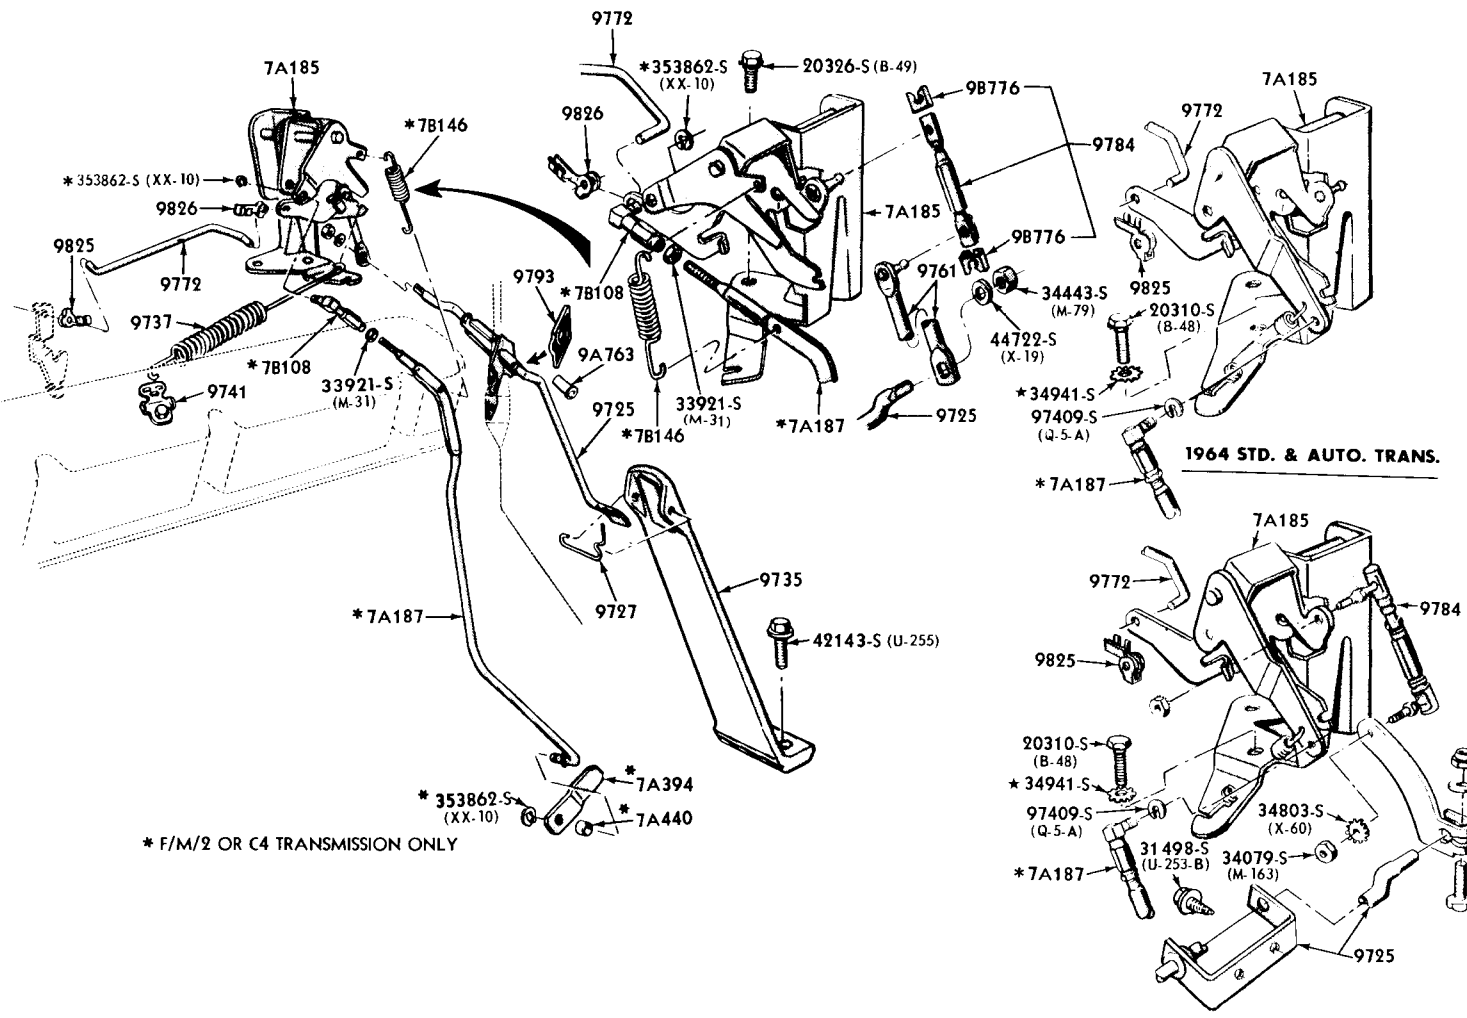 9772
7A185
*353862-S
(XX-10)
20326-S (B-49)
9B776
7A185
9772
*7B146
9826
9784
*353862-S (XX-10)
9826
7A185
9B776
9825
9825
9772
9793
*7B108
9761
34443-S
(M-79)
20310-S
(B-48)
9737
9A763
44722-S
(X-19)
*7B108
33921-S
(M-31)
★34941-S
9741
9725
33921-S
(M-31)
*7A187
9725
97409-S
(Q-5-A)
*7B146
1964 STD. & AUTO. TRANS.
*7A187
7A185
9735
9772
9727
9784
*7A187
42143-S (U-255)
9825
20310-S
(B-48)
*
7A394
★34941-S
* 353862-S
(XX-10)
*
7A440
97409-S
(Q-5-A)
34803-S
(X-60)
* F/M/2 OR C4 TRANSMISSION ONLY
31498-S
(U-253-B)
34079-S
(M-163)
*7A187
9725